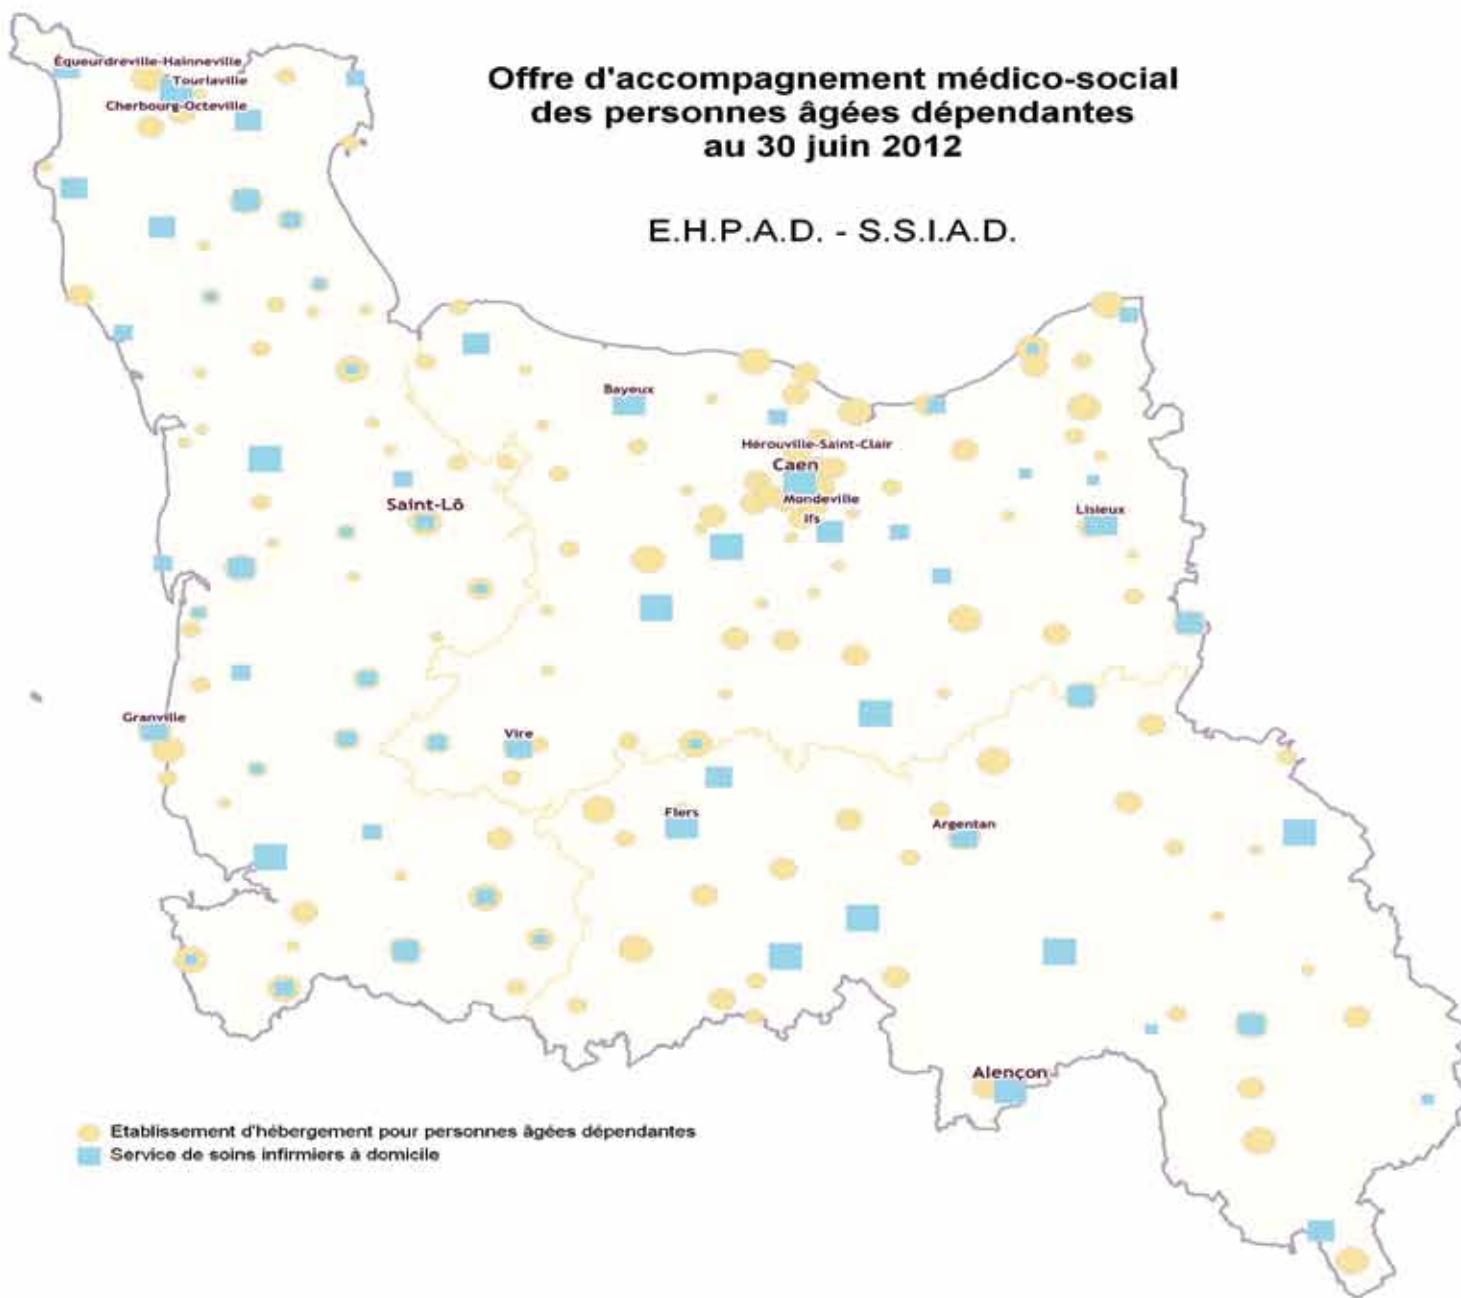 Offre d'accompagnement médico-social
des personnes âgées dépendantes
au 30 juin 2012
E.H.P.A.D. - S.S.I.A.D.
Équeurdreville-Hainneville
Tourlaville
Cherbourg-Octeville
Bayeux
Hérouville-Saint-Clair
Caen
Mondeville
Ifs
Saint-Lô
Lisieux
Granville
Vire
Flers
Argentan
Alençon
Etablissement d'hébergement pour personnes âgées dépendantes
Service de soins infirmiers à domicile